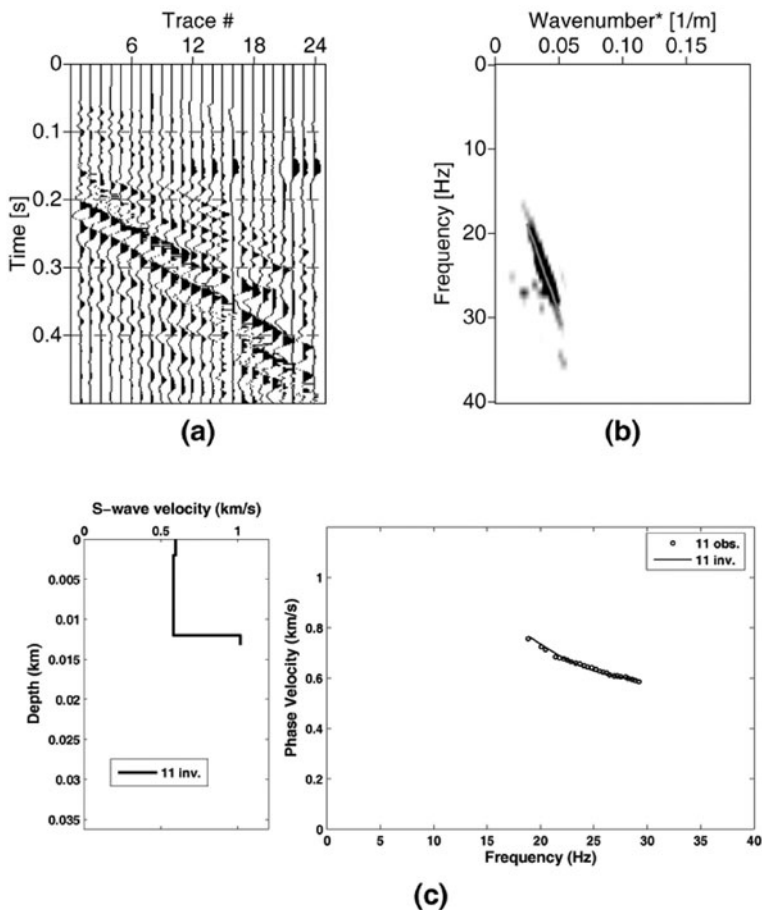 Trace #
6 12 18 24
0
0.1
0.2
0.3
0.4
Time [s]
(a)
Wavenumber* [1/m]
0 0.05 0.10 0.15
0
10
20
30
40
Frequency [Hz]
(b)
S-wave velocity (km/s)
0 0.5 1
0
0.005
0.01
0.015
0.02
0.025
0.03
0.035
Depth (km)
11 inv.
11 obs.
11 inv.
1
0.8
0.6
0.4
0.2
0
Phase Velocity (km/s)
0 5 10 15 20 25 30 35 40
Frequency (Hz)
(c)